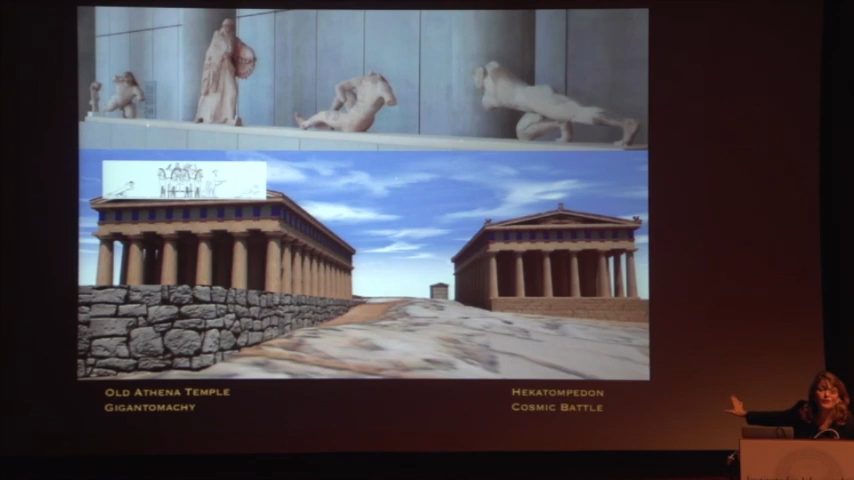 Old Athena Temple
Gigantomachy
Hekatompedon
Cosmic Battle